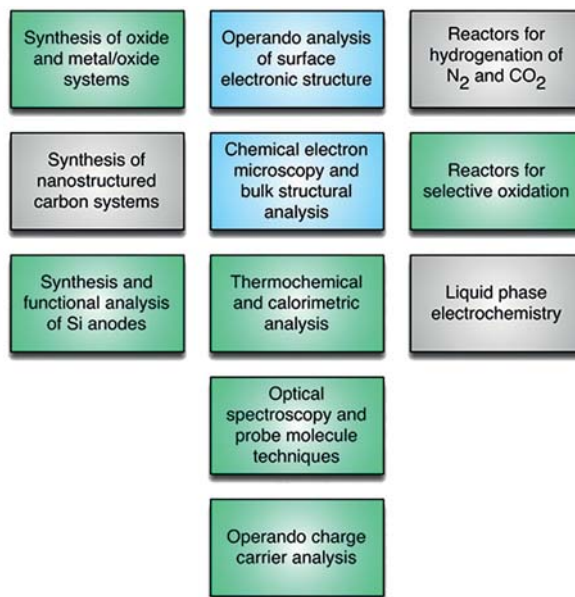 Synthesis of oxide
and metal/oxide
systems
Operando analysis
of surface
electronic structure
Reactors for
hydrogenation of
N2 and CO2
Synthesis of
nanostructured
carbon systems
Chemical electron
microscopy and
bulk structural
analysis
Reactors for
selective oxidation
Synthesis and
functional analysis
of Si anodes
Thermochemical
and calorimetric
analysis
Liquid phase
electrochemistry
Optical
spectroscopy and
probe molecule
techniques
Operando charge
carrier analysis